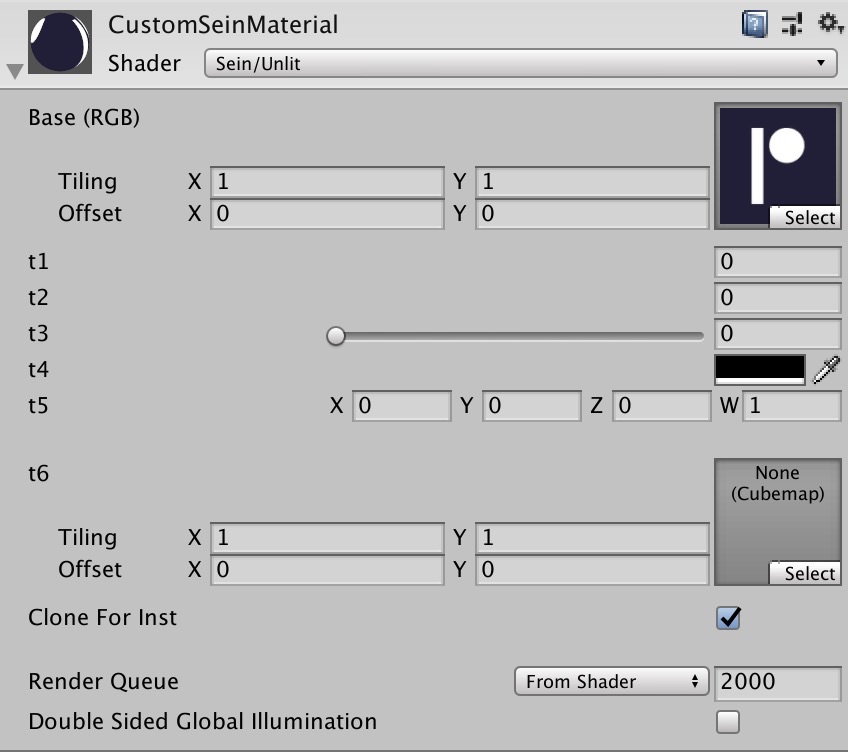 CustomSeinMaterial
Shader Sein/Unlit
Base (RGB)
Tiling X 1 Y 1
Offset X 0 Y 0
Select
t1 0
t2 0
t3 0
t4
t5 X 0 Y 0 Z 0 W 1
t6
None
(Cubemap)
Tiling X 1 Y 1
Offset X 0 Y 0
Select
Clone For Inst
Render Queue From Shader 2000
Double Sided Global Illumination